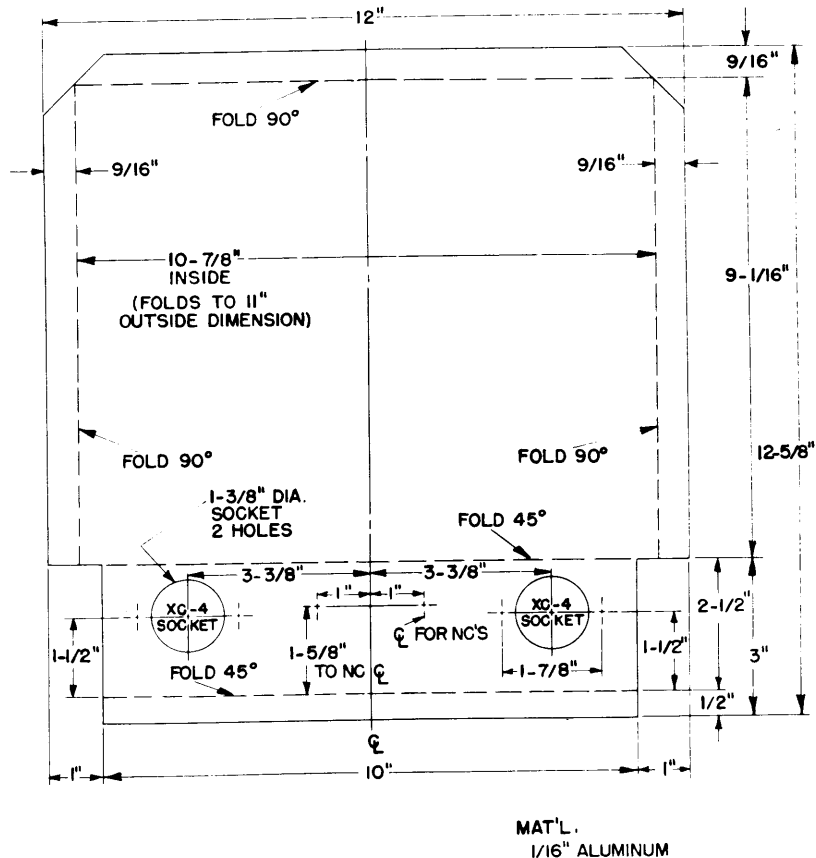 12"
9/16"
FOLD 90°
9/16"
9/16"
10-7/8"
INSIDE
(FOLDS TO 11"
OUTSIDE DIMENSION)
9-1/16"
FOLD 90°
FOLD 90°
12-5/8"
1-3/8" DIA.
SOCKET
2 HOLES
FOLD 45°
3-3/8"
3-3/8"
1"
1"
XC-4
SOCKET
XC-4
SOCKET
2-1/2"
℄ FOR NC'S
1-1/2"
1-5/8"
TO NC ℄
1-1/2"
3"
FOLD 45°
1-7/8"
1/2"
℄
1"
10"
1"
MAT'L.
1/16" ALUMINUM